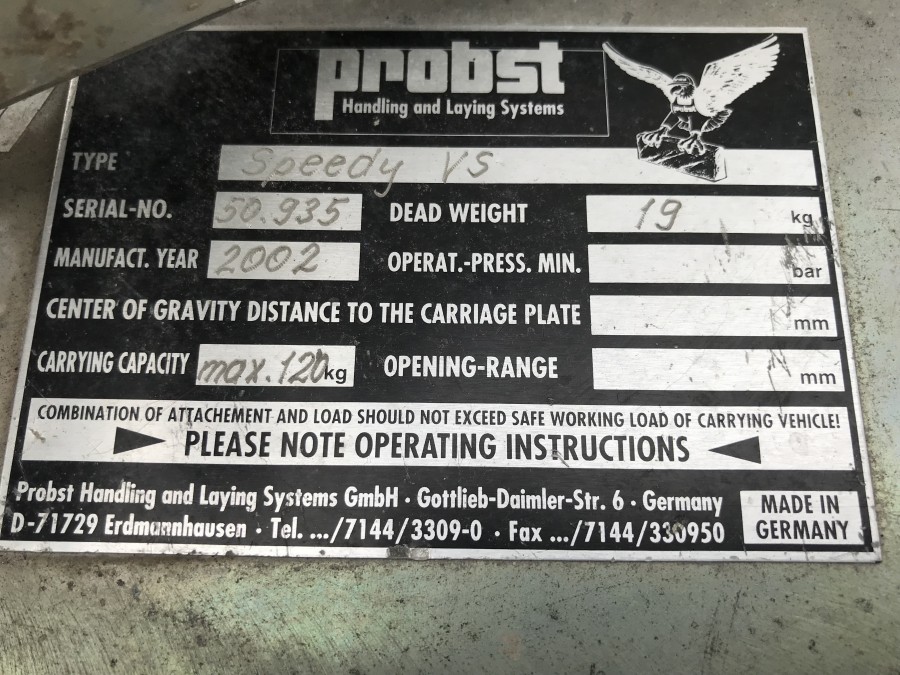 probst
Handling and Laying Systems
TYPE Speedy VS
SERIAL-NO. 50.935 DEAD WEIGHT 19 kg
MANUFACT. YEAR 2002 OPERAT.-PRESS. MIN. bar
CENTER OF GRAVITY DISTANCE TO THE CARRIAGE PLATE mm
CARRYING CAPACITY max. 120 kg OPENING-RANGE mm
COMBINATION OF ATTACHEMENT AND LOAD SHOULD NOT EXCEED SAFE WORKING LOAD OF CARRYING VEHICLE!
PLEASE NOTE OPERATING INSTRUCTIONS
Probst Handling and Laying Systems GmbH · Gottlieb-Daimler-Str. 6 · Germany
D-71729 Erdmannhausen · Tel. .../7144/3309-0 · Fax .../7144/330950
MADE IN
GERMANY